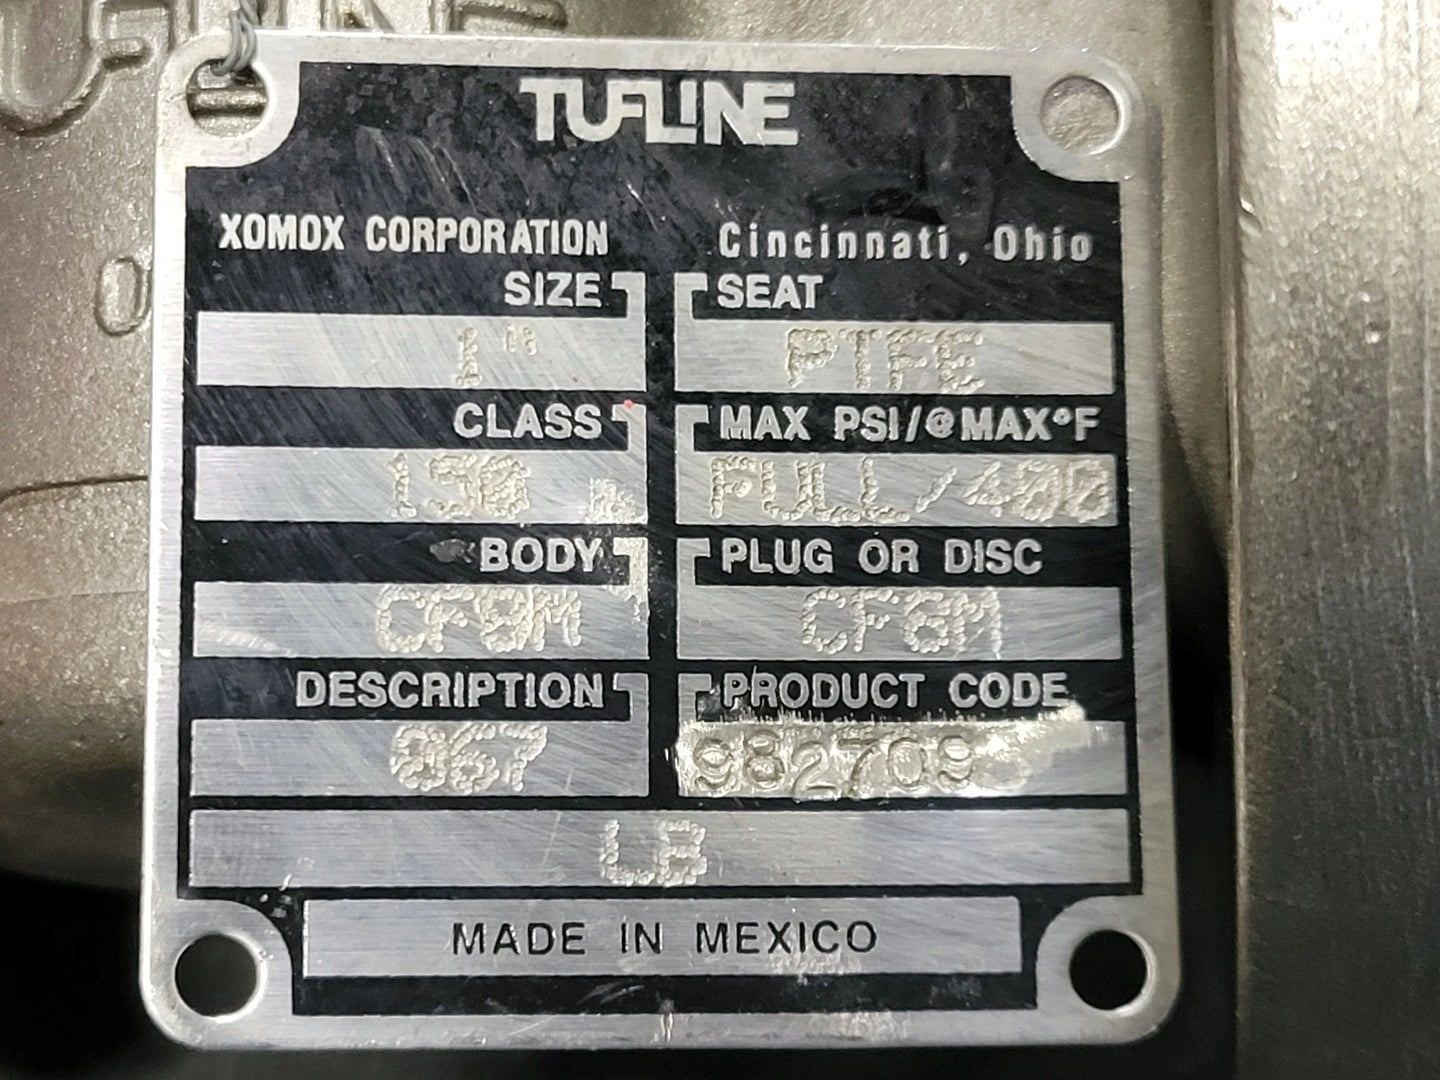 TUFLINE
XOMOX CORPORATION Cincinnati, Ohio
SIZE SEAT
1" PTFE
CLASS MAX PSI/@MAX°F
150 FULL/400
BODY PLUG OR DISC
CF8M CF8M
DESCRIPTION PRODUCT CODE
067
LB
MADE IN MEXICO